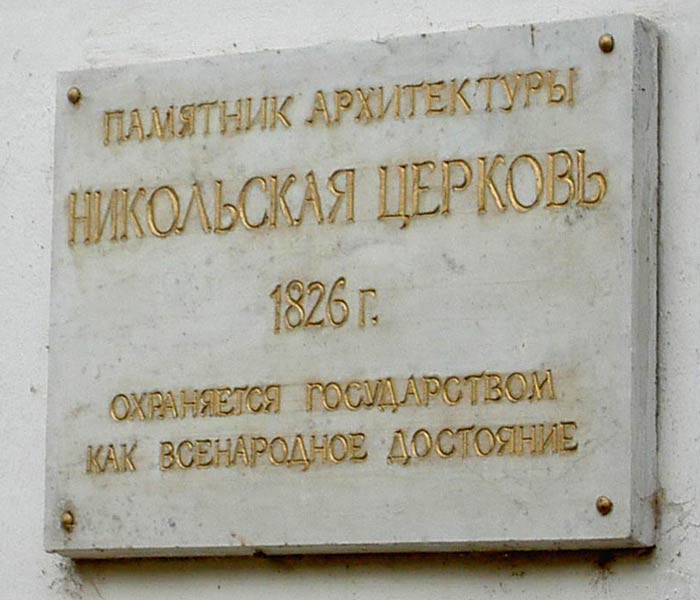 ПАМЯТНИК АРХИТЕКТУРЫ
НИКОЛЬСКАЯ ЦЕРКОВЬ
1826 г.
ОХРАНЯЕТСЯ ГОСУДАРСТВОМ
КАК ВСЕНАРОДНОЕ ДОСТОЯНИЕ